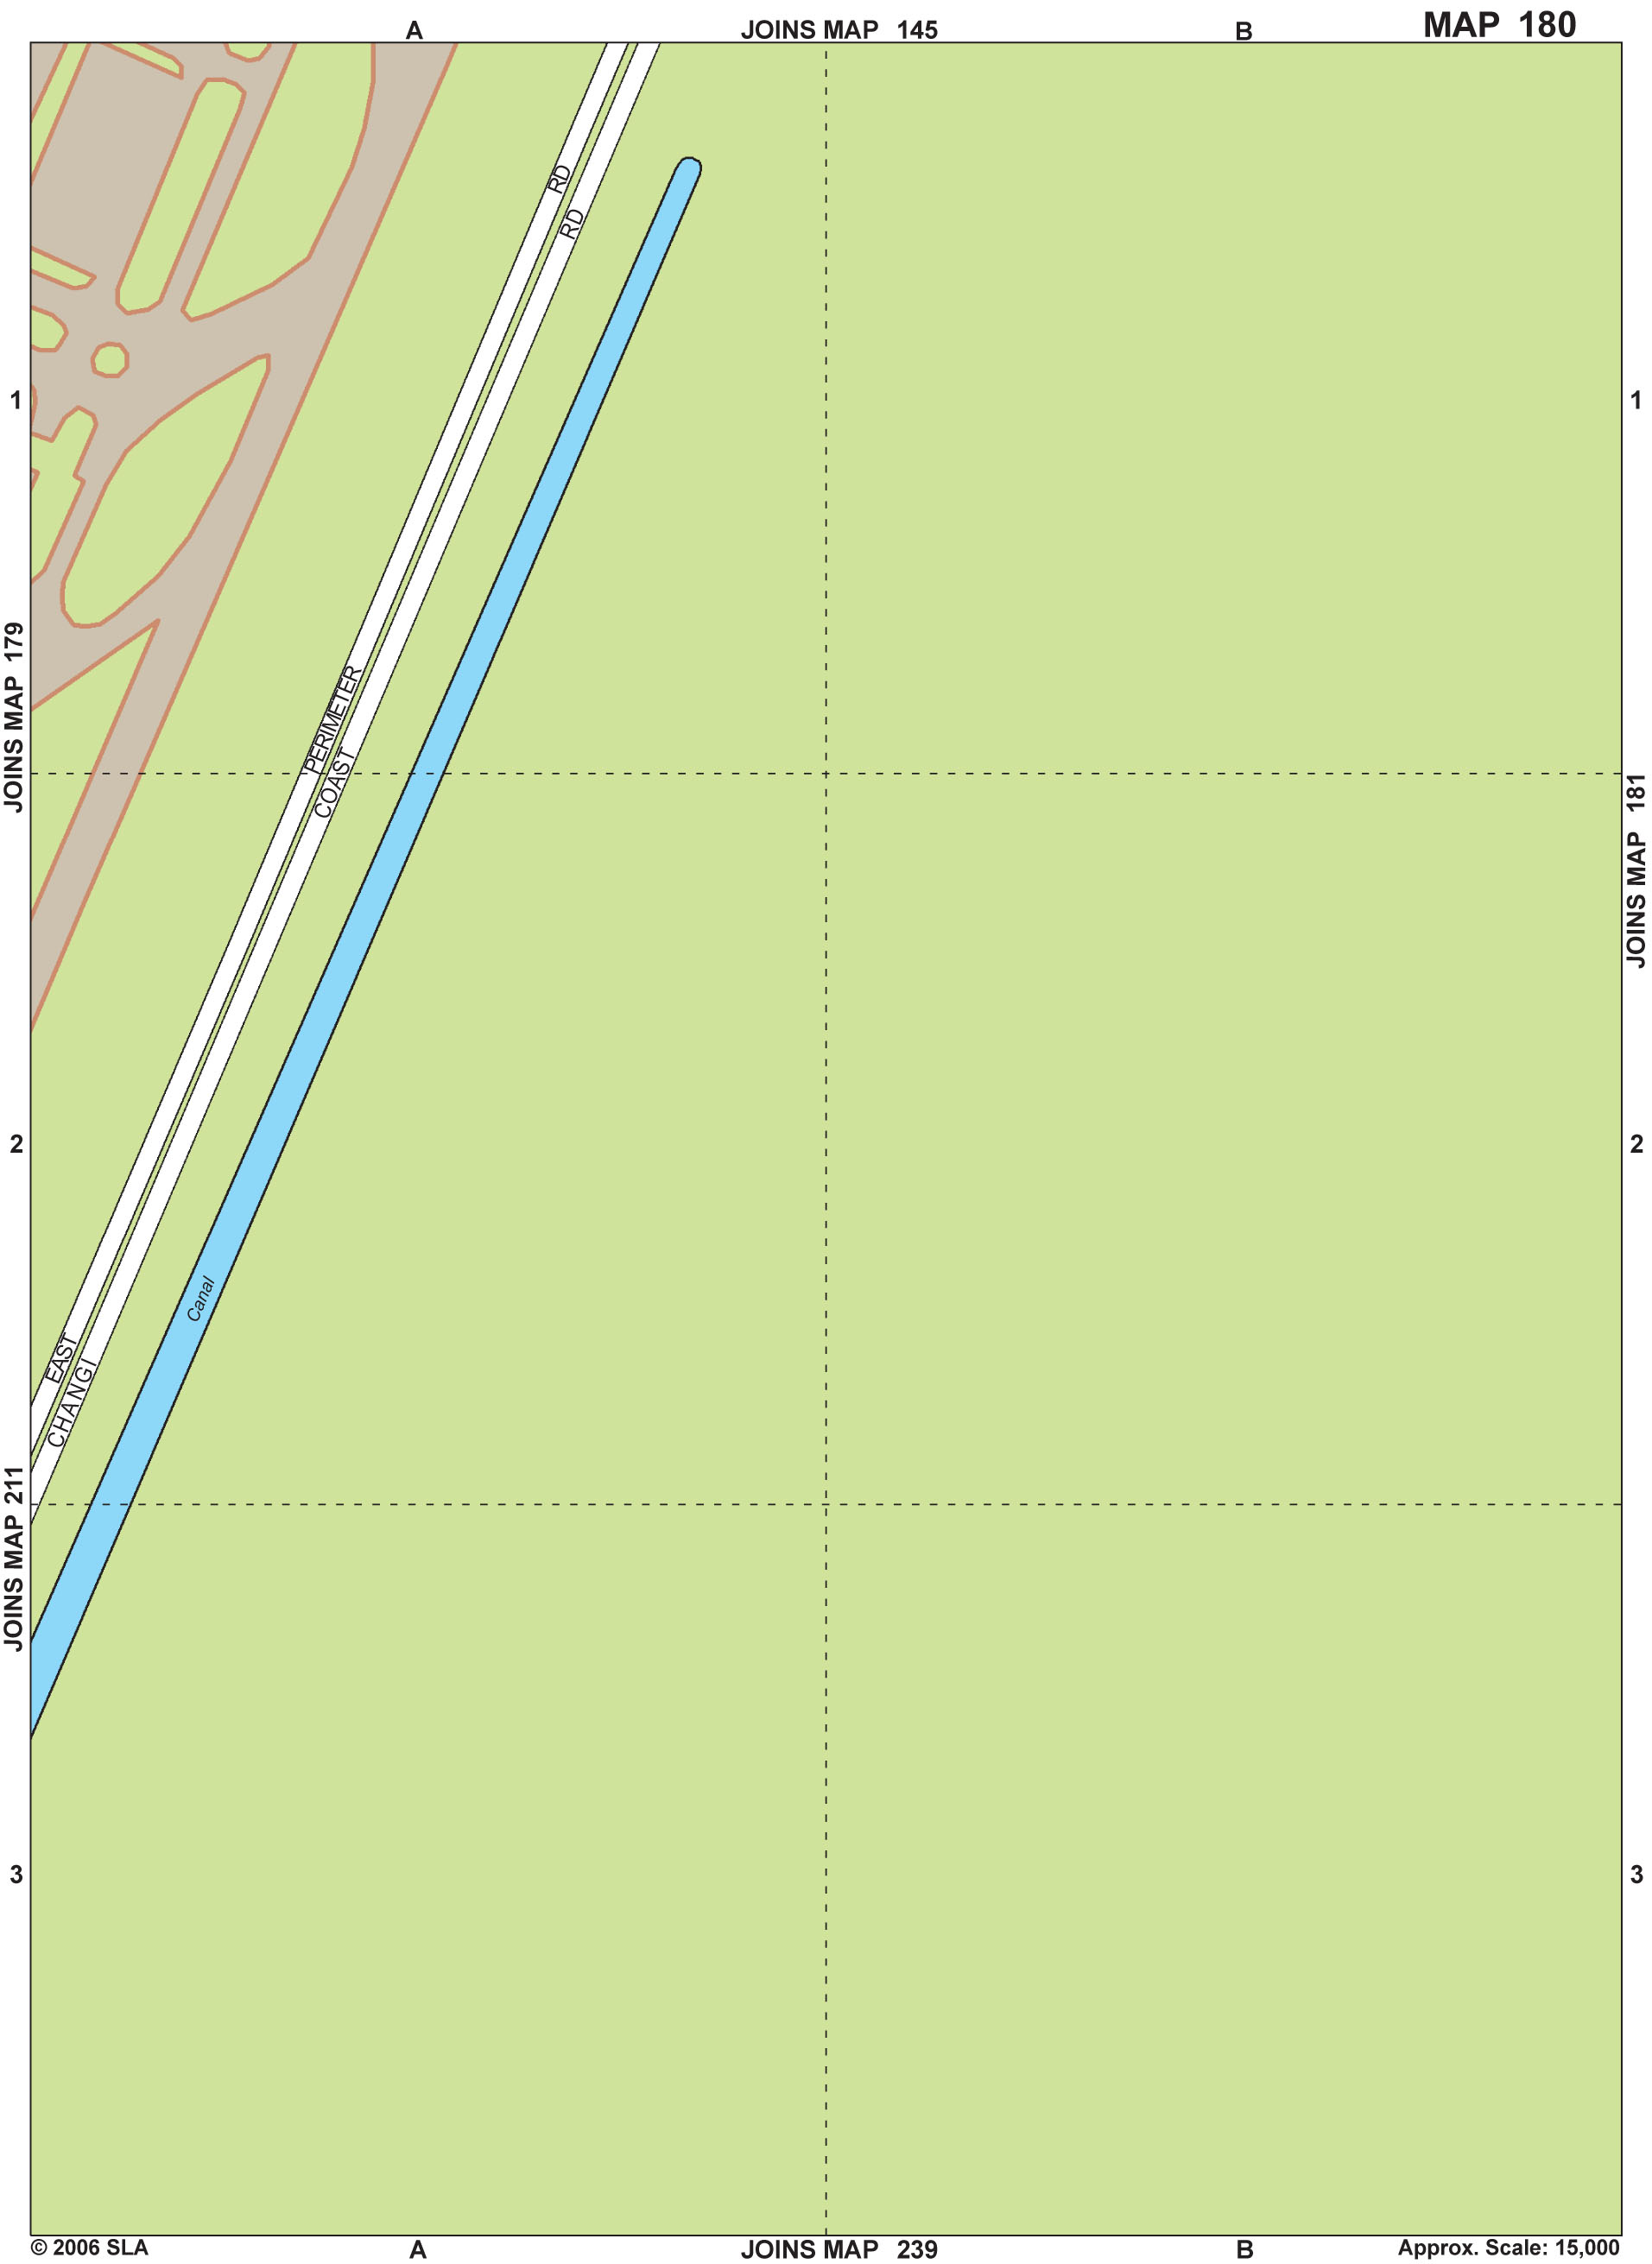 A JOINS MAP 145 B MAP 180
RD
RD
1 1
JOINS MAP 179
PERIMETER
COAST
JOINS MAP 181
2 2
Canal
EAST
CHANGI
JOINS MAP 211
3 3
© 2006 SLA A JOINS MAP 239 B Approx. Scale: 15,000